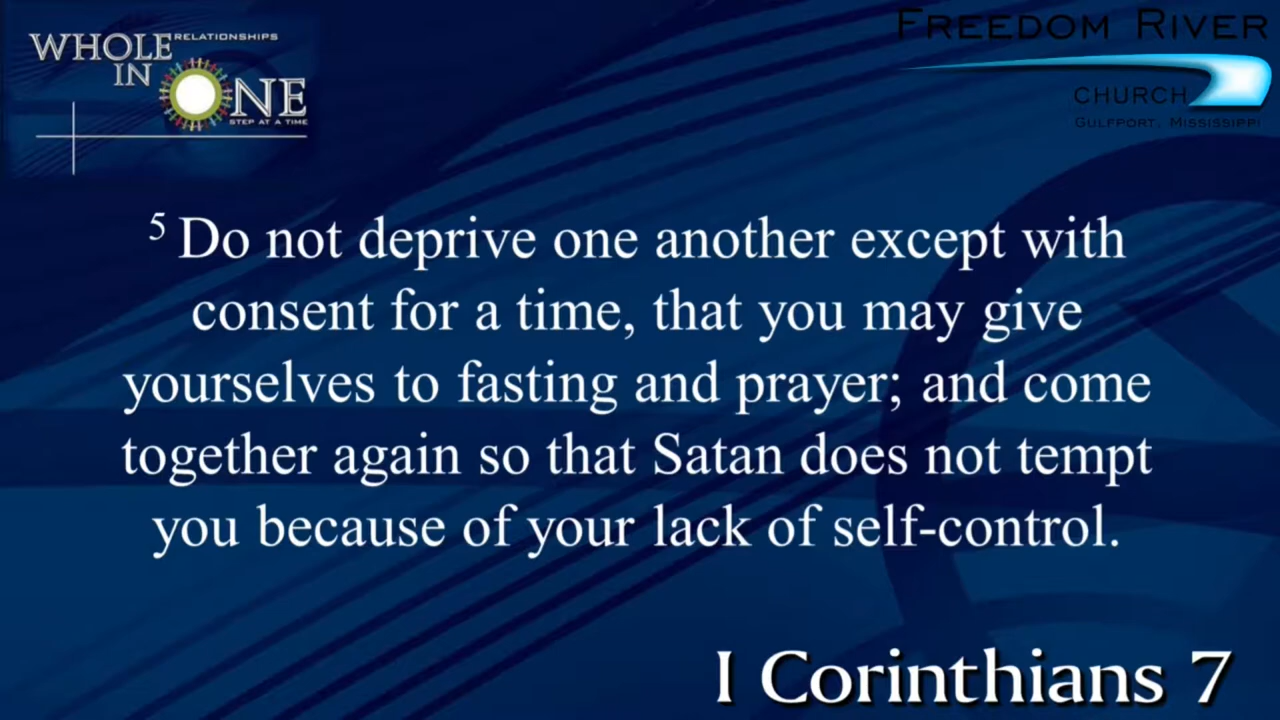 WHOLE RELATIONSHIPS
IN ONE
STEP AT A TIME
FREEDOM RIVER
CHURCH
GULFPORT, MISSISSIPPI
5 Do not deprive one another except with
consent for a time, that you may give
yourselves to fasting and prayer; and come
together again so that Satan does not tempt
you because of your lack of self-control.
I Corinthians 7